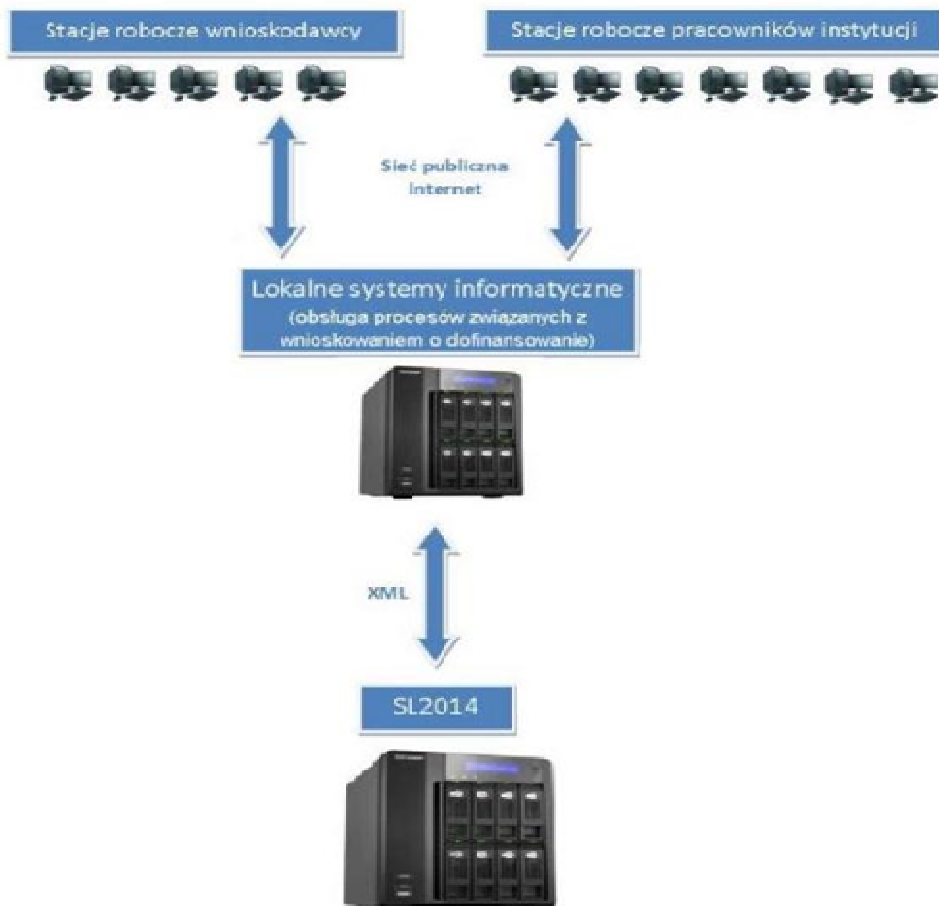 Stacje robocze wnioskodawcy
Stacje robocze pracowników instytucji
Sieć publiczna
Internet
Lokalne systemy informatyczne
(obsługa procesów związanych z
wnioskowaniem o dofinansowanie)
XML
SL2014